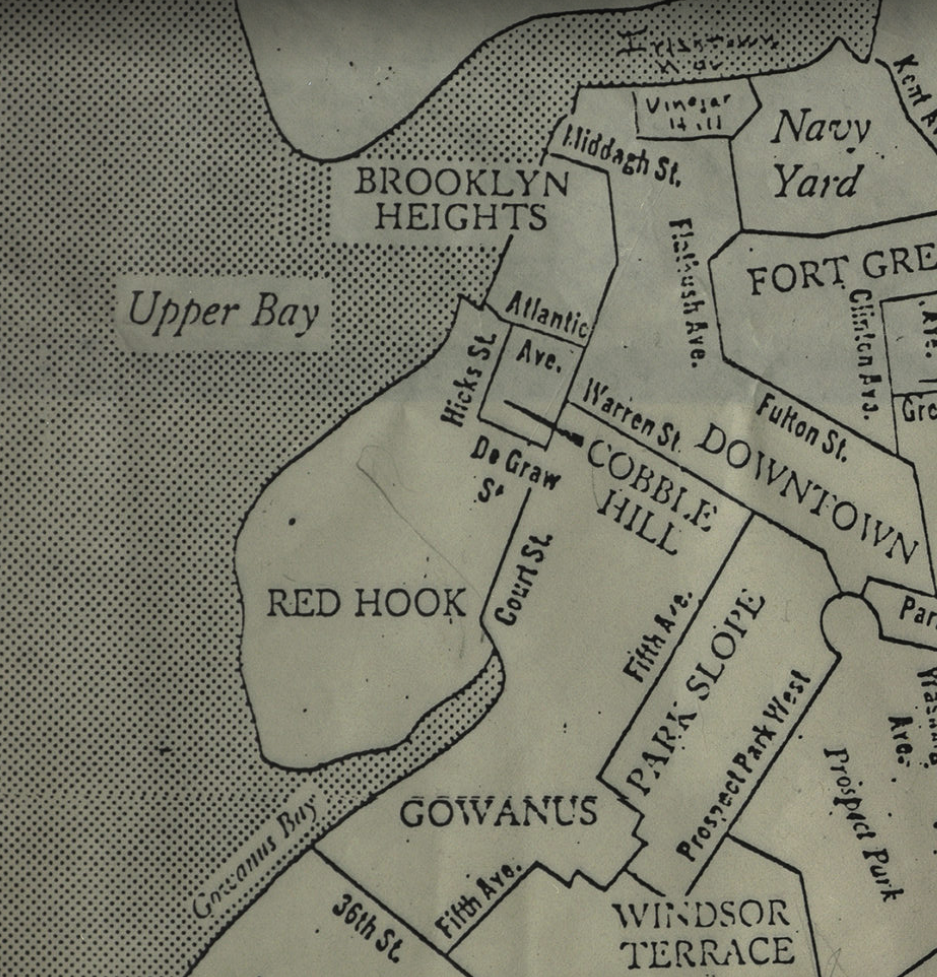 Vinegar
Hill
Kent Av
Navy
Yard
Middagh St.
BROOKLYN
HEIGHTS
Flatbush Ave.
FORT GRE
Upper Bay
Atlantic
Ave.
Clinton Ave.
Ave.
Gre
Hicks St.
Warren St.
Fulton St.
DOWNTOWN
De Graw
St
COBBLE
HILL
Court St.
RED HOOK
Fifth Ave.
PARK SLOPE
Par
Prospect Park West
Ave.
Prospect Park
GOWANUS
Gowanus Bay
36th St.
Fifth Ave.
WINDSOR
TERRACE